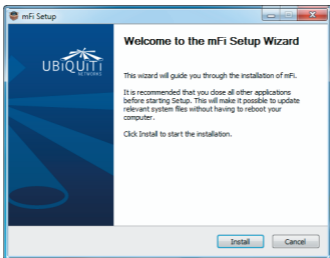 mFi Setup
Welcome to the mFi Setup Wizard
UBiQUiTi
NETWORKS
This wizard will guide you through the installation of mFi.
It is recommended that you close all other applications
before starting Setup. This will make it possible to update
relevant system files without having to reboot your
computer.
Click Install to start the installation.
Install
Cancel